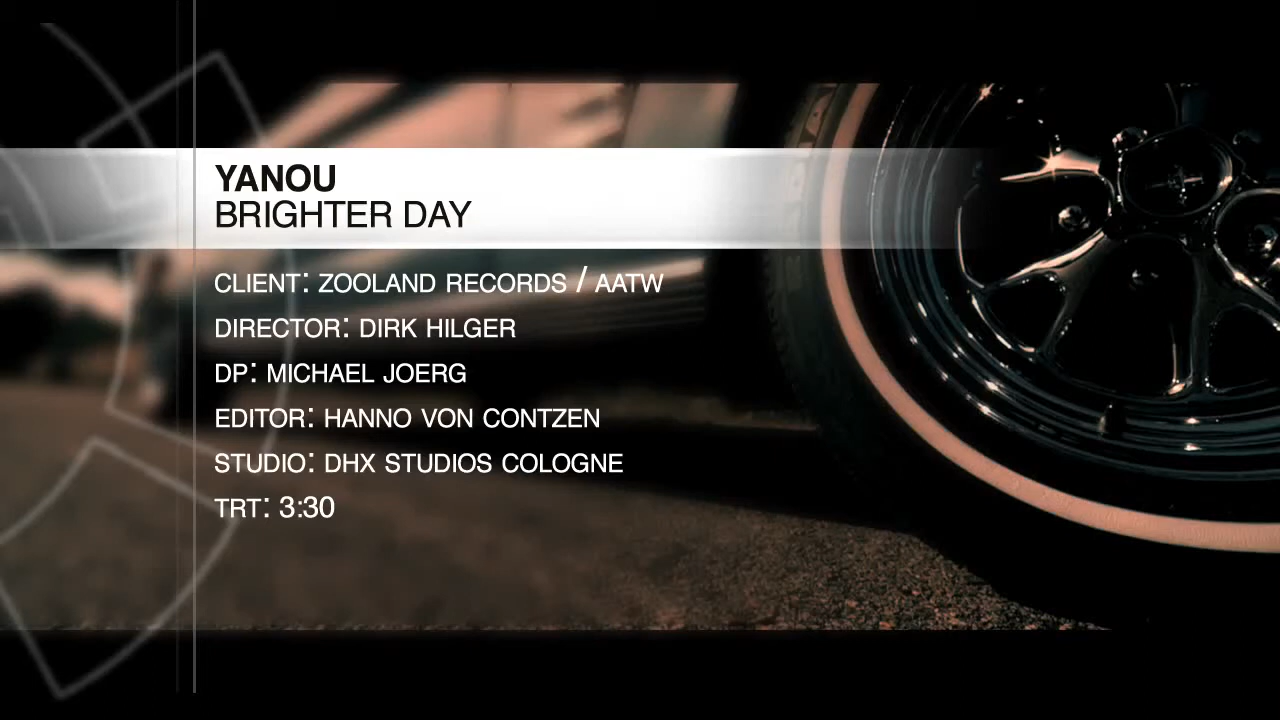 YANOU
BRIGHTER DAY
CLIENT: ZOOLAND RECORDS / AATW
DIRECTOR: DIRK HILGER
DP: MICHAEL JOERG
EDITOR: HANNO VON CONTZEN
STUDIO: DHX STUDIOS COLOGNE
TRT: 3:30